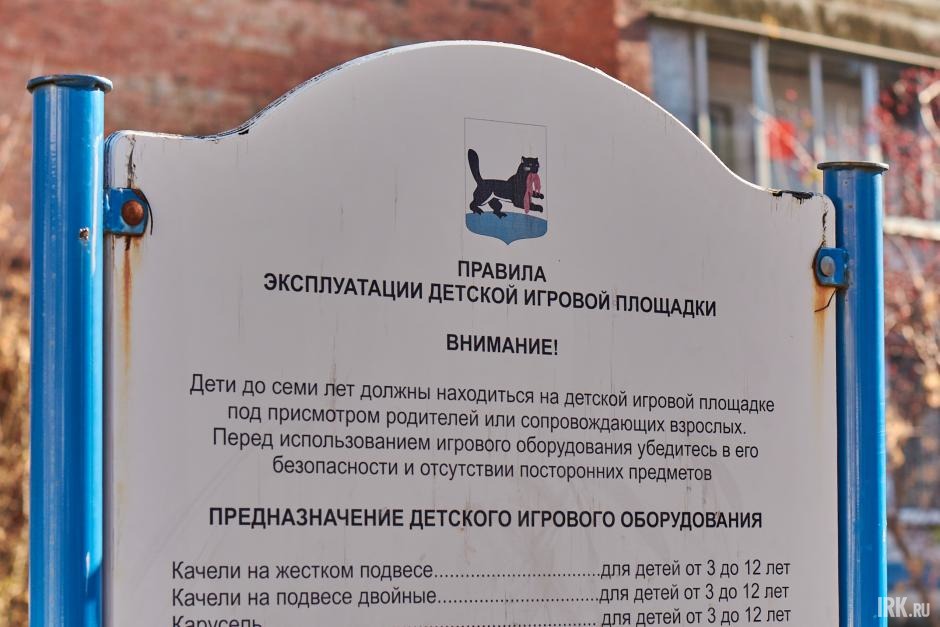 ПРАВИЛА
ЭКСПЛУАТАЦИИ ДЕТСКОЙ ИГРОВОЙ ПЛОЩАДКИ
ВНИМАНИЕ!
Дети до семи лет должны находиться на детской игровой площадке
под присмотром родителей или сопровождающих взрослых.
Перед использованием игрового оборудования убедитесь в его
безопасности и отсутствии посторонних предметов
ПРЕДНАЗНАЧЕНИЕ ДЕТСКОГО ИГРОВОГО ОБОРУДОВАНИЯ
Качели на жестком подвесе................................для детей от 3 до 12 лет
Качели на подвесе двойные...............................для детей от 3 до 12 лет
Карусель................................................................для детей от 3 до 12 лет
IRK.RU